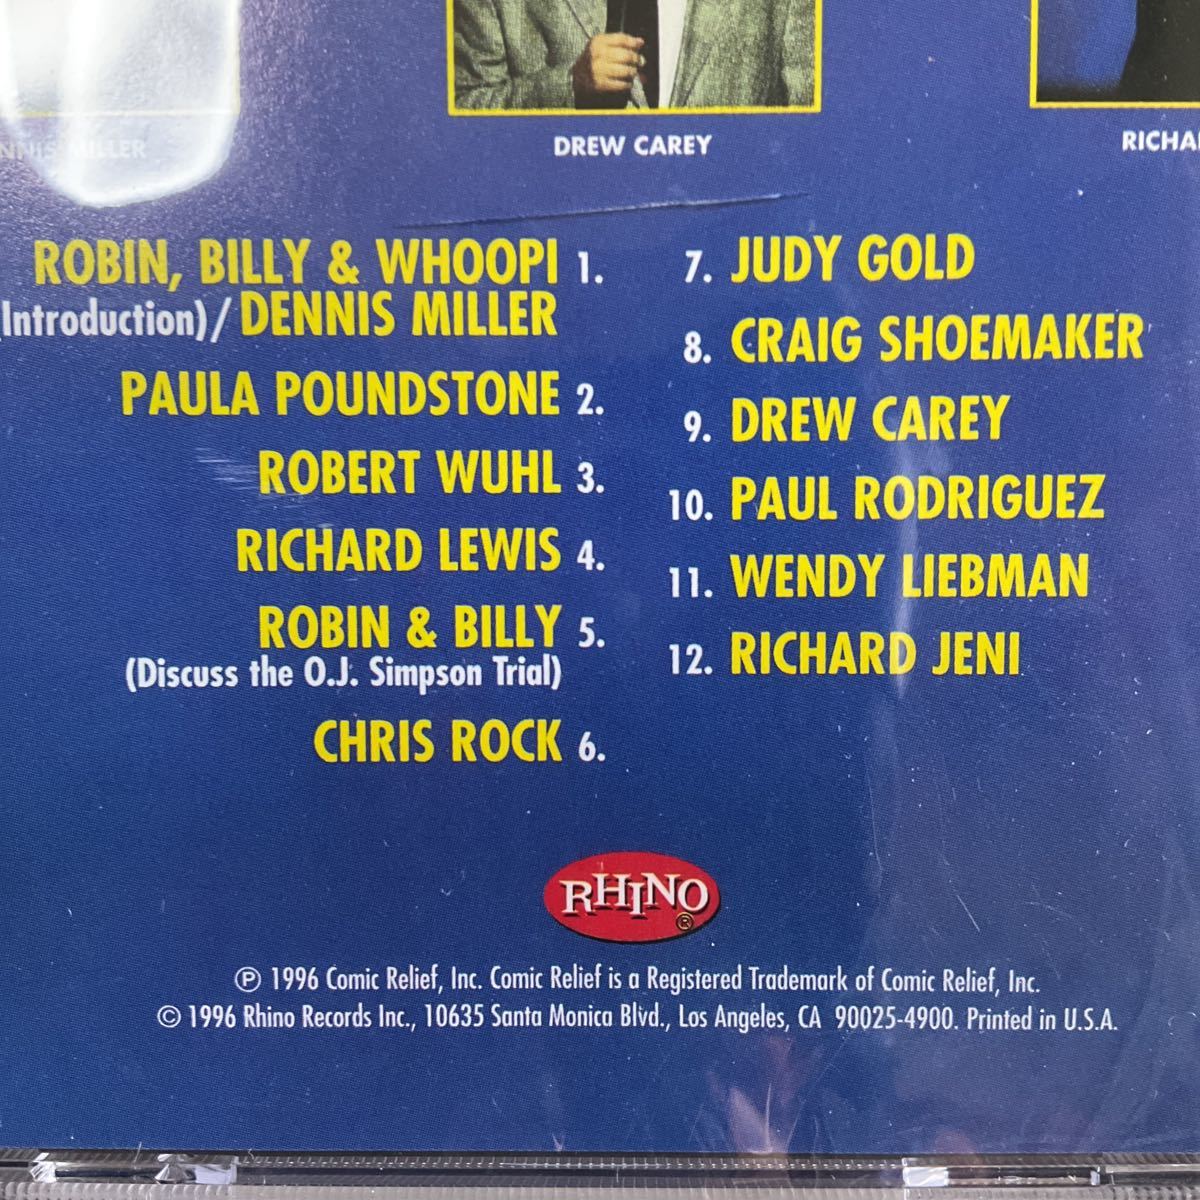 MILLER
DREW CAREY
ROBIN, BILLY & WHOOPI 1.
(Introduction)/ DENNIS MILLER
PAULA POUNDSTONE 2.
ROBERT WUHL 3.
RICHARD LEWIS 4.
ROBIN & BILLY 5.
(Discuss the O.J. Simpson Trial)
CHRIS ROCK 6.
7. JUDY GOLD
8. CRAIG SHOEMAKER
9. DREW CAREY
10. PAUL RODRIGUEZ
11. WENDY LIEBMAN
12. RICHARD JENI
RHINO ®
℗ 1996 Comic Relief, Inc. Comic Relief is a Registered Trademark of Comic Relief, Inc.
© 1996 Rhino Records Inc., 10635 Santa Monica Blvd., Los Angeles, CA 90025-4900. Printed in U.S.A.